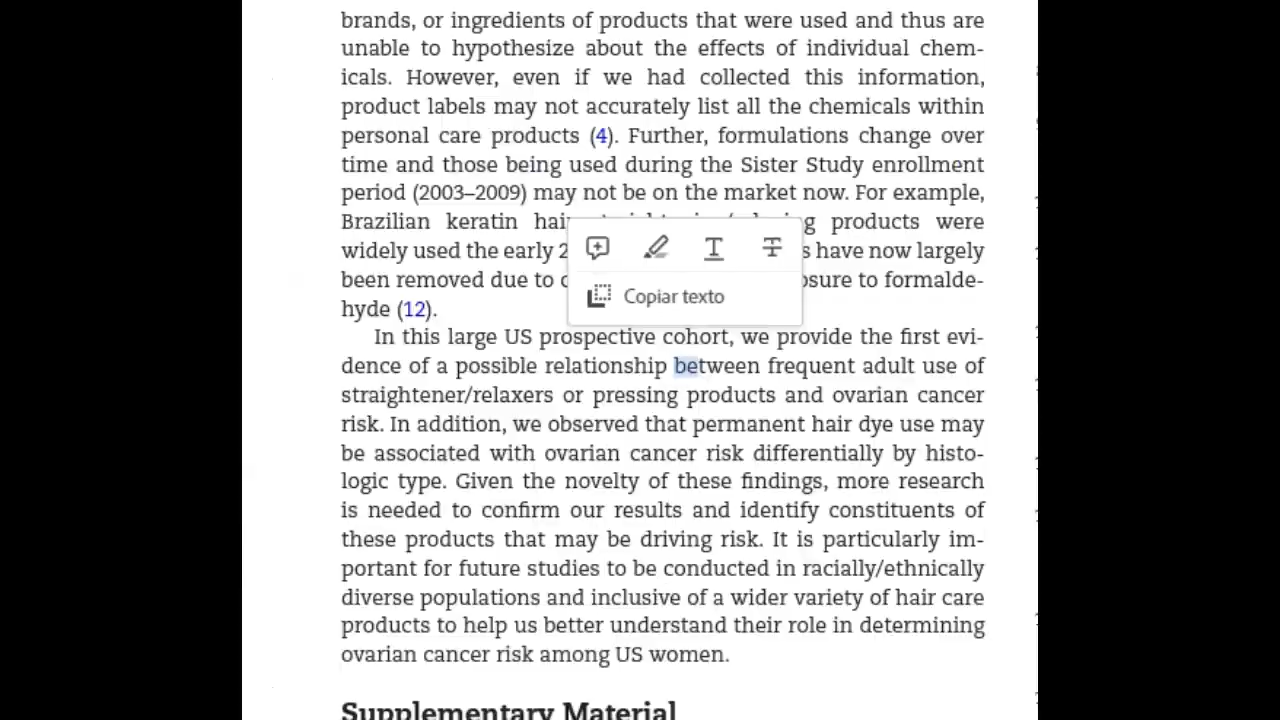 brands, or ingredients of products that were used and thus are
unable to hypothesize about the effects of individual chem-
icals. However, even if we had collected this information,
product labels may not accurately list all the chemicals within
personal care products (4). Further, formulations change over
time and those being used during the Sister Study enrollment
period (2003–2009) may not be on the market now. For example,
Brazilian keratin products were
widely used the early have now largely
been removed due to to formalde-
hyde (12).
Copiar texto
In this large US prospective cohort, we provide the first evi-
dence of a possible relationship between frequent adult use of
straightener/relaxers or pressing products and ovarian cancer
risk. In addition, we observed that permanent hair dye use may
be associated with ovarian cancer risk differentially by histo-
logic type. Given the novelty of these findings, more research
is needed to confirm our results and identify constituents of
these products that may be driving risk. It is particularly im-
portant for future studies to be conducted in racially/ethnically
diverse populations and inclusive of a wider variety of hair care
products to help us better understand their role in determining
ovarian cancer risk among US women.
Supplementary Material